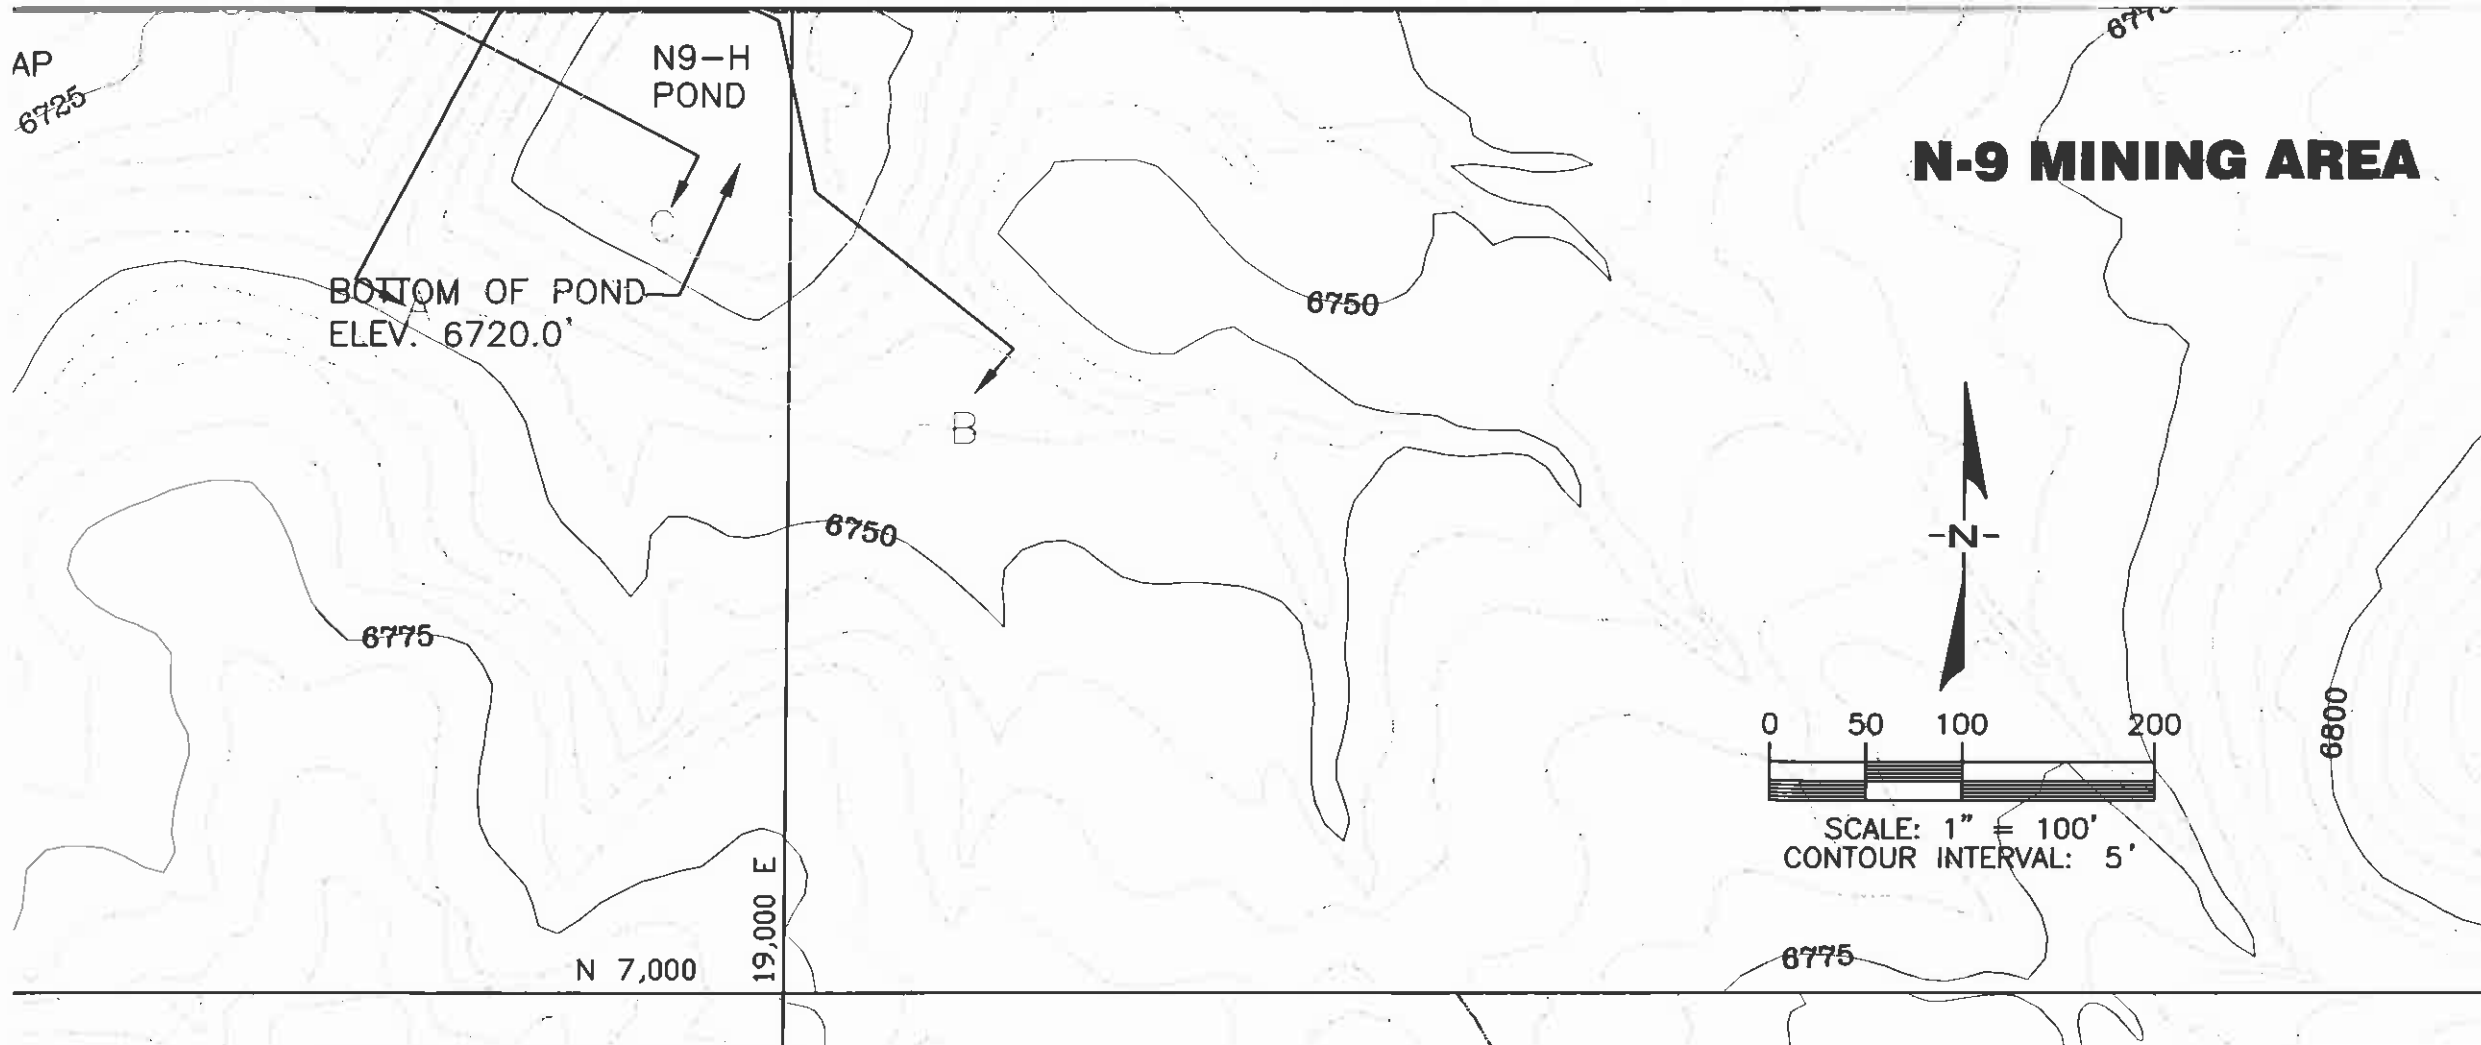 6775
AP
6725
N9-H
POND
N-9 MINING AREA
C
BOTTOM OF POND
ELEV. 6720.0'
A
6750
B
6750
-N-
6775
0 50 100 200
6800
SCALE: 1" = 100'
CONTOUR INTERVAL: 5'
19,000 E
N 7,000
6775